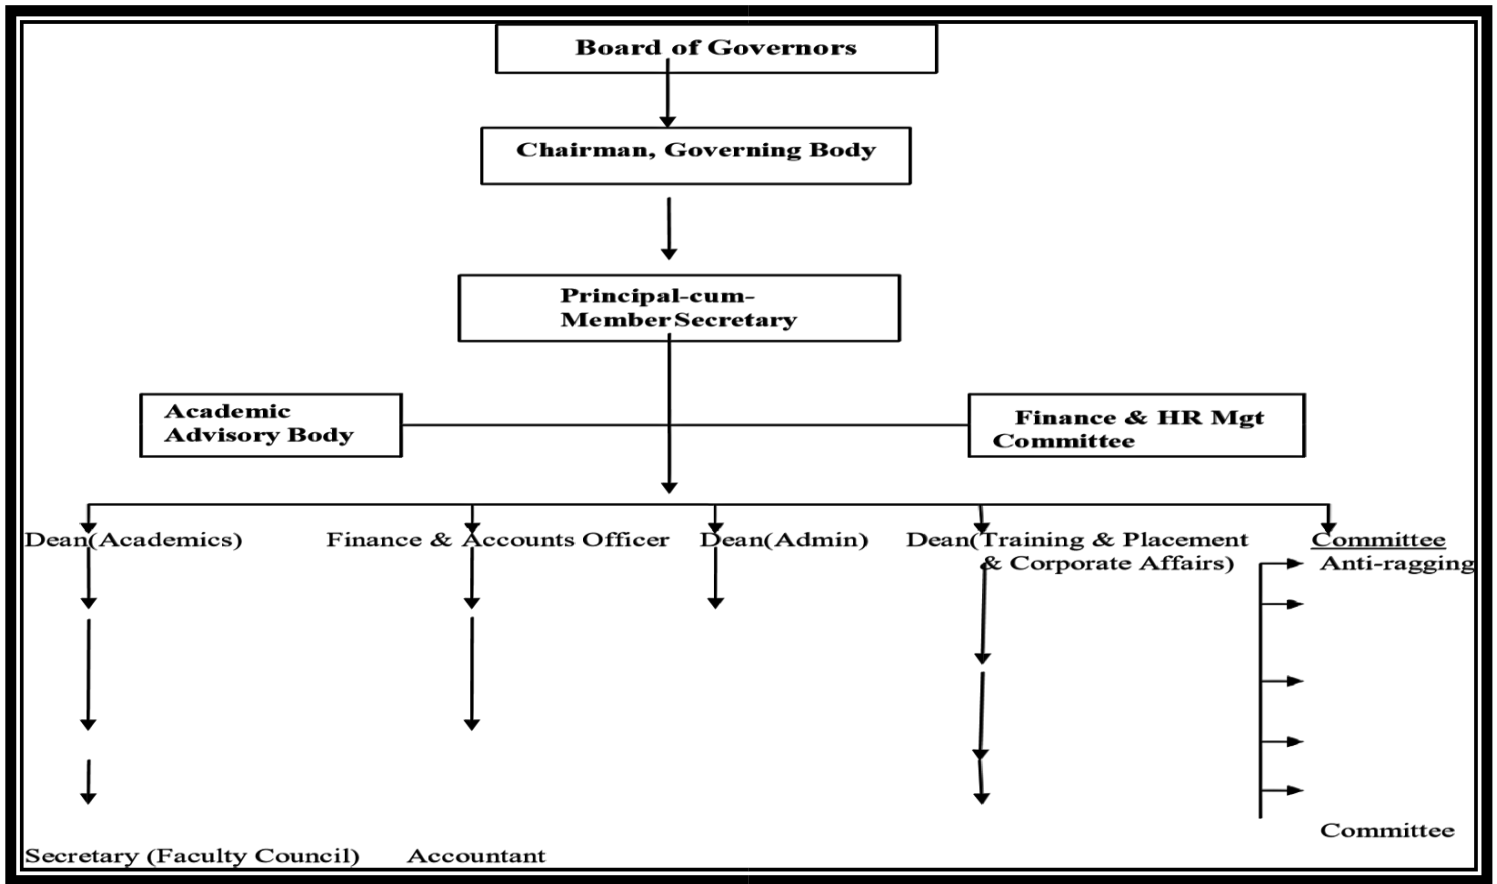 Board of Governors
Chairman, Governing Body
Principal-cum-
Member Secretary
Academic
Advisory Body
Finance & HR Mgt
Committee
Dean(Academics)
Finance & Accounts Officer
Dean(Admin)
Dean(Training & Placement
& Corporate Affairs)
Committee
Anti-ragging
Committee
Secretary (Faculty Council)
Accountant